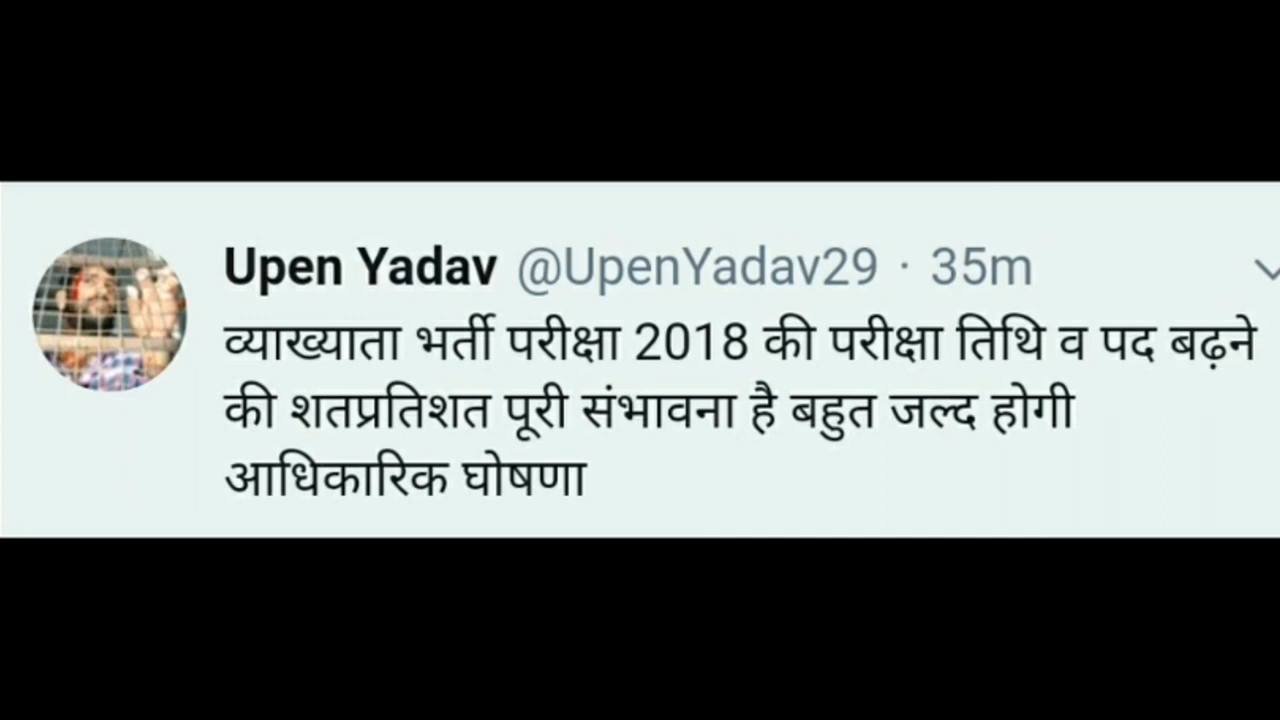 Upen Yadav @UpenYadav29 · 35m
व्याख्याता भर्ती परीक्षा 2018 की परीक्षा तिथि व पद बढ़ने
की शतप्रतिशत पूरी संभावना है बहुत जल्द होगी
आधिकारिक घोषणा